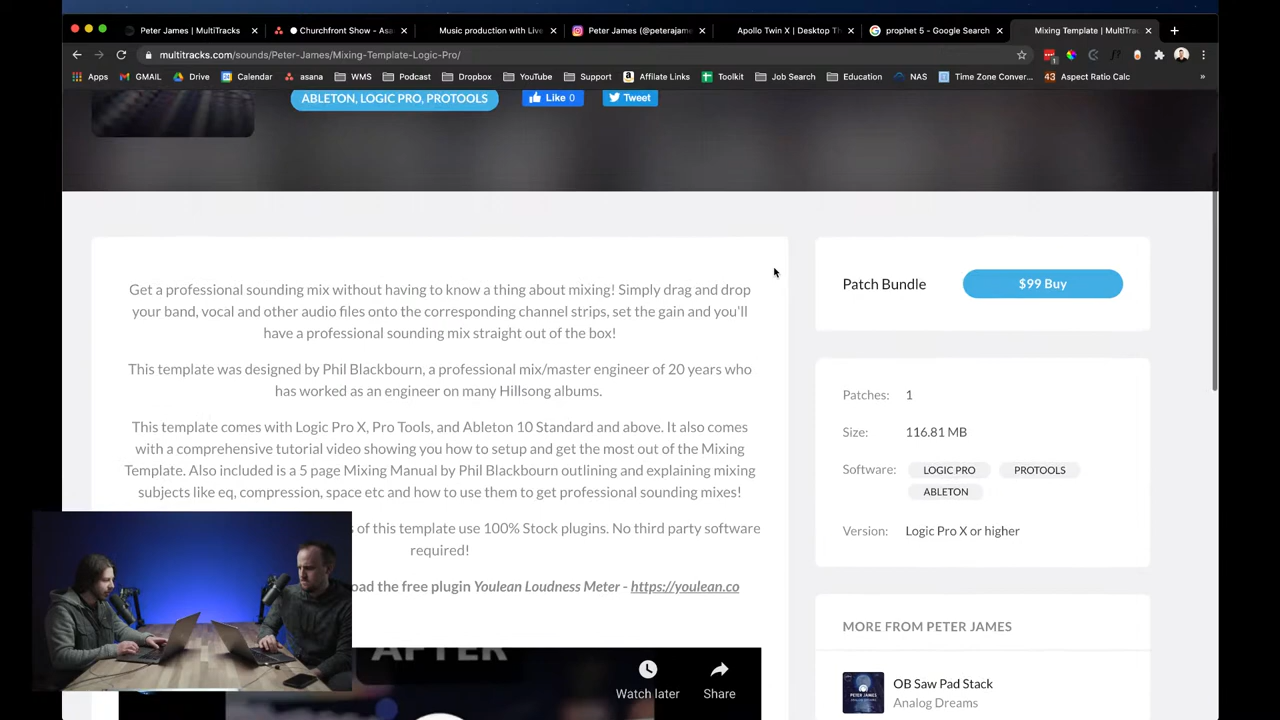 Peter James | MultiTracks
Churchfront Show - Asa
Music production with Live
Peter James (@peterajame
Apollo Twin X | Desktop Th
prophet 5 - Google Search
Mixing Template | MultiTrac
multitracks.com/sounds/Peter-James/Mixing-Template-Logic-Pro/
Apps
GMAIL
Drive
Calendar
asana
WMS
Podcast
Dropbox
YouTube
Support
Affiliate Links
Toolkit
Job Search
Education
NAS
Time Zone Conver...
43 Aspect Ratio Calc
ABLETON, LOGIC PRO, PROTOOLS
Like 0
Tweet
Get a professional sounding mix without having to know a thing about mixing! Simply drag and drop
your band, vocal and other audio files onto the corresponding channel strips, set the gain and you'll
have a professional sounding mix straight out of the box!
This template was designed by Phil Blackbourn, a professional mix/master engineer of 20 years who
has worked as an engineer on many Hillsong albums.
This template comes with Logic Pro X, Pro Tools, and Ableton 10 Standard and above. It also comes
with a comprehensive tutorial video showing you how to setup and get the most out of the Mixing
Template. Also included is a 5 page Mixing Manual by Phil Blackbourn outlining and explaining mixing
subjects like eq, compression, space etc and how to use them to get professional sounding mixes!
of this template use 100% Stock plugins. No third party software
required!
oad the free plugin Youlean Loudness Meter - https://youlean.co
AFTER
Watch later
Share
Patch Bundle
$99 Buy
Patches: 1
Size: 116.81 MB
Software: LOGIC PRO PROTOOLS
ABLETON
Version: Logic Pro X or higher
MORE FROM PETER JAMES
OB Saw Pad Stack
Analog Dreams